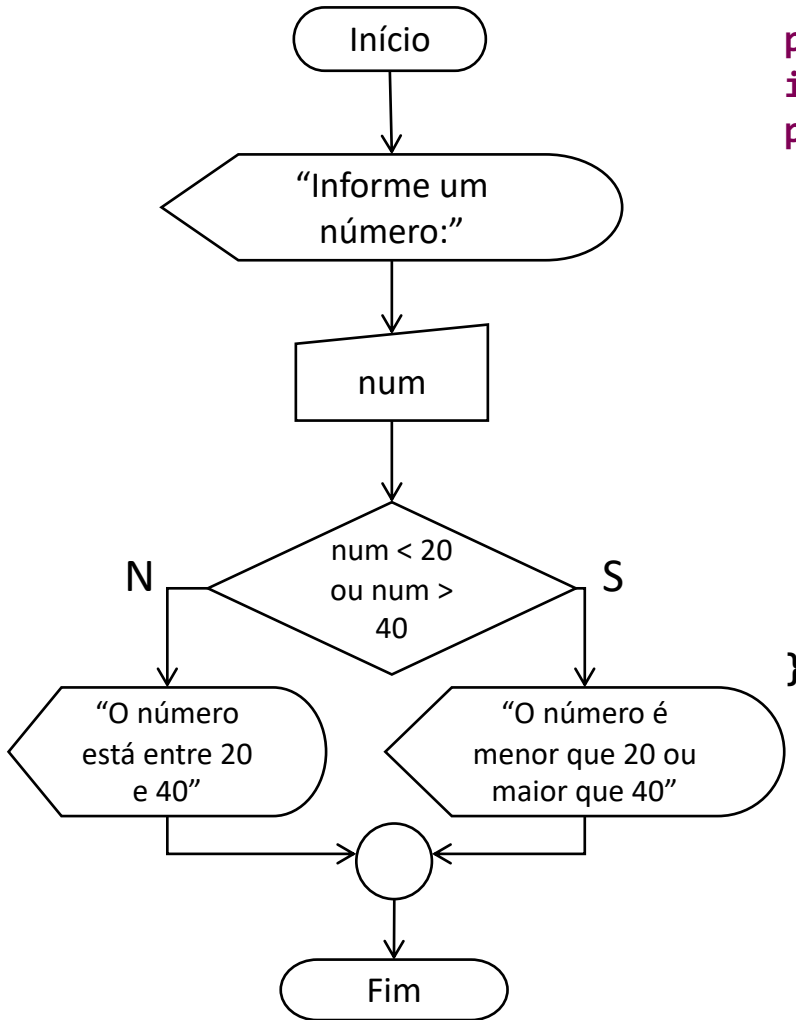 Início
“Informe um
número:”
num
num < 20
ou num >
40
N
S
“O número
está entre 20
e 40”
“O número é
menor que 20 ou
maior que 40”
Fim
p
i
p
}